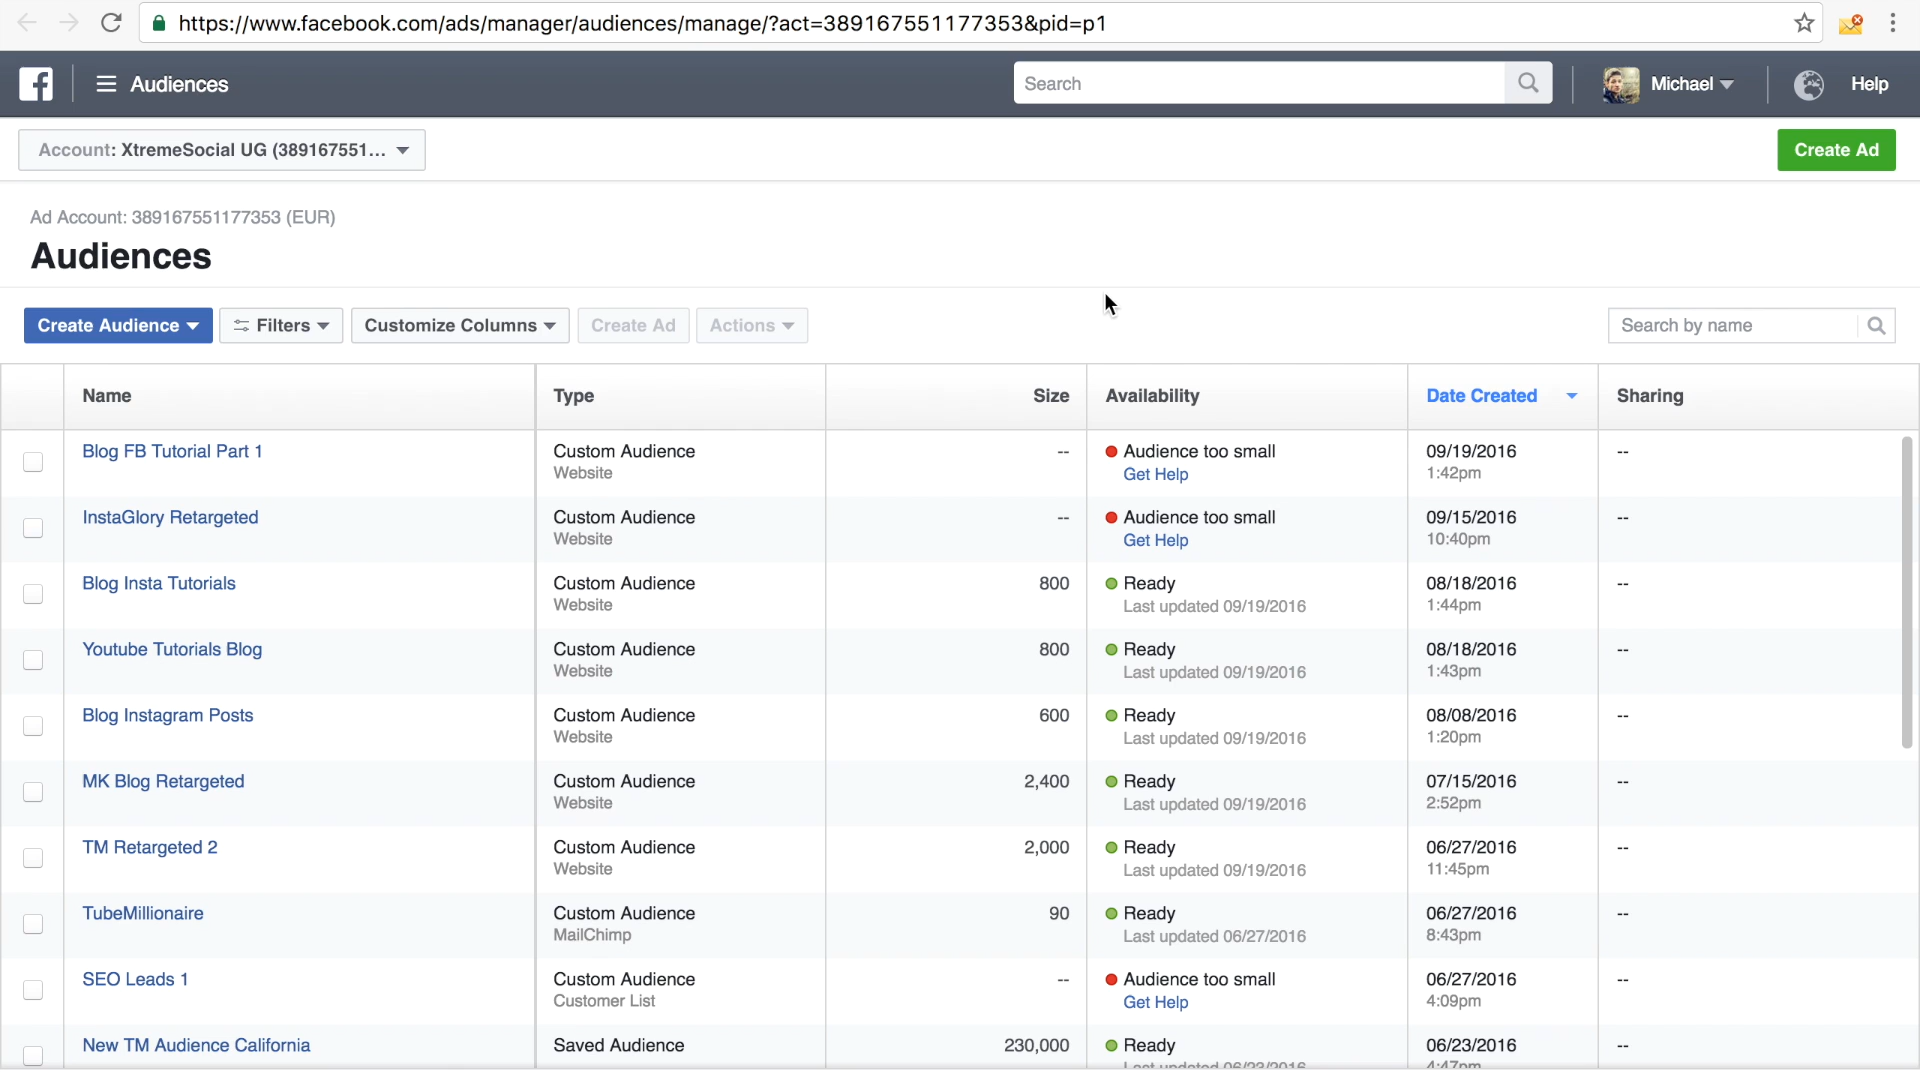 https://www.facebook.com/ads/manager/audiences/manage/?act=389167551177353&pid=p1
Audiences
Search
Michael
Help
Account: XtremeSocial UG (389167551...
Create Ad
Ad Account: 389167551177353 (EUR)
Audiences
Create Audience
Filters
Customize Columns
Create Ad
Actions
Search by name
Name Type Size Availability Date Created Sharing
Blog FB Tutorial Part 1 Custom Audience -- Audience too small 09/19/2016 --
Website Get Help 1:42pm
InstaGlory Retargeted Custom Audience -- Audience too small 09/15/2016 --
Website Get Help 10:40pm
Blog Insta Tutorials Custom Audience 800 Ready 08/18/2016 --
Website Last updated 09/19/2016 1:44pm
Youtube Tutorials Blog Custom Audience 800 Ready 08/18/2016 --
Website Last updated 09/19/2016 1:43pm
Blog Instagram Posts Custom Audience 600 Ready 08/08/2016 --
Website Last updated 09/19/2016 1:20pm
MK Blog Retargeted Custom Audience 2,400 Ready 07/15/2016 --
Website Last updated 09/19/2016 2:52pm
TM Retargeted 2 Custom Audience 2,000 Ready 06/27/2016 --
Website Last updated 09/19/2016 11:45pm
TubeMillionaire Custom Audience 90 Ready 06/27/2016 --
MailChimp Last updated 06/27/2016 8:43pm
SEO Leads 1 Custom Audience -- Audience too small 06/27/2016 --
Customer List Get Help 4:09pm
New TM Audience California Saved Audience 230,000 Ready 06/23/2016 --
Last updated 06/23/2016 4:47pm